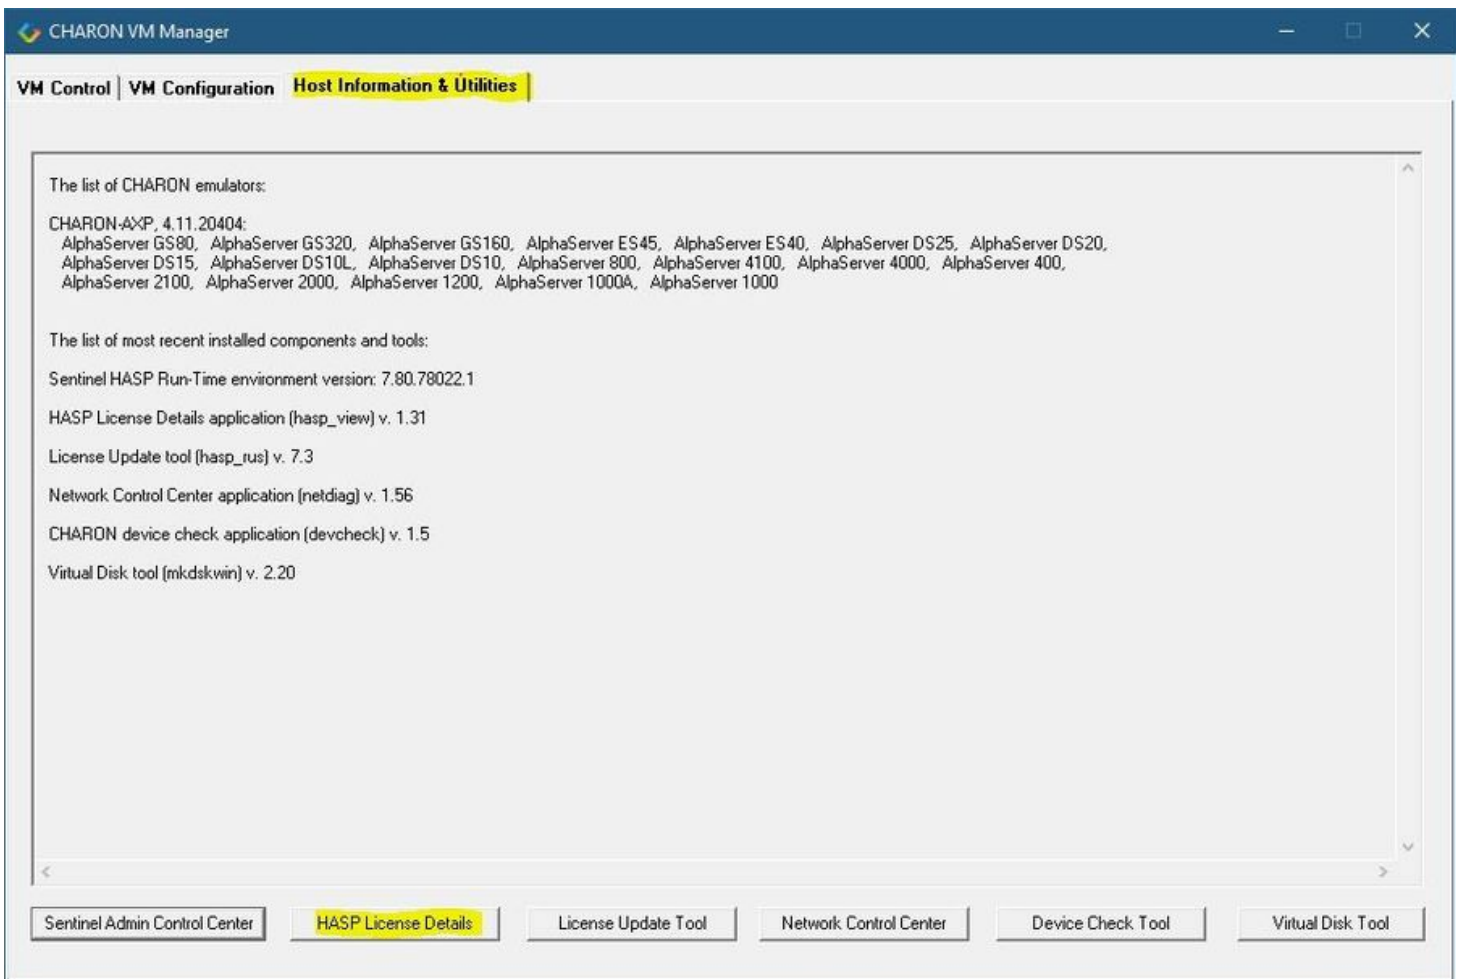 CHARON VM Manager
VM Control VM Configuration Host Information & Utilities
The list of CHARON emulators:
CHARON-AXP, 4.11.20404:
AlphaServer GS80, AlphaServer GS320, AlphaServer GS160, AlphaServer ES45, AlphaServer ES40, AlphaServer DS25, AlphaServer DS20,
AlphaServer DS15, AlphaServer DS10L, AlphaServer DS10, AlphaServer 800, AlphaServer 4100, AlphaServer 4000, AlphaServer 400,
AlphaServer 2100, AlphaServer 2000, AlphaServer 1200, AlphaServer 1000A, AlphaServer 1000
The list of most recent installed components and tools:
Sentinel HASP Run-Time environment version: 7.80.78022.1
HASP License Details application (hasp_view) v. 1.31
License Update tool (hasp_rus) v. 7.3
Network Control Center application (netdiag) v. 1.56
CHARON device check application (devcheck) v. 1.5
Virtual Disk tool (mkdskwin) v. 2.20
Sentinel Admin Control Center HASP License Details License Update Tool Network Control Center Device Check Tool Virtual Disk Tool